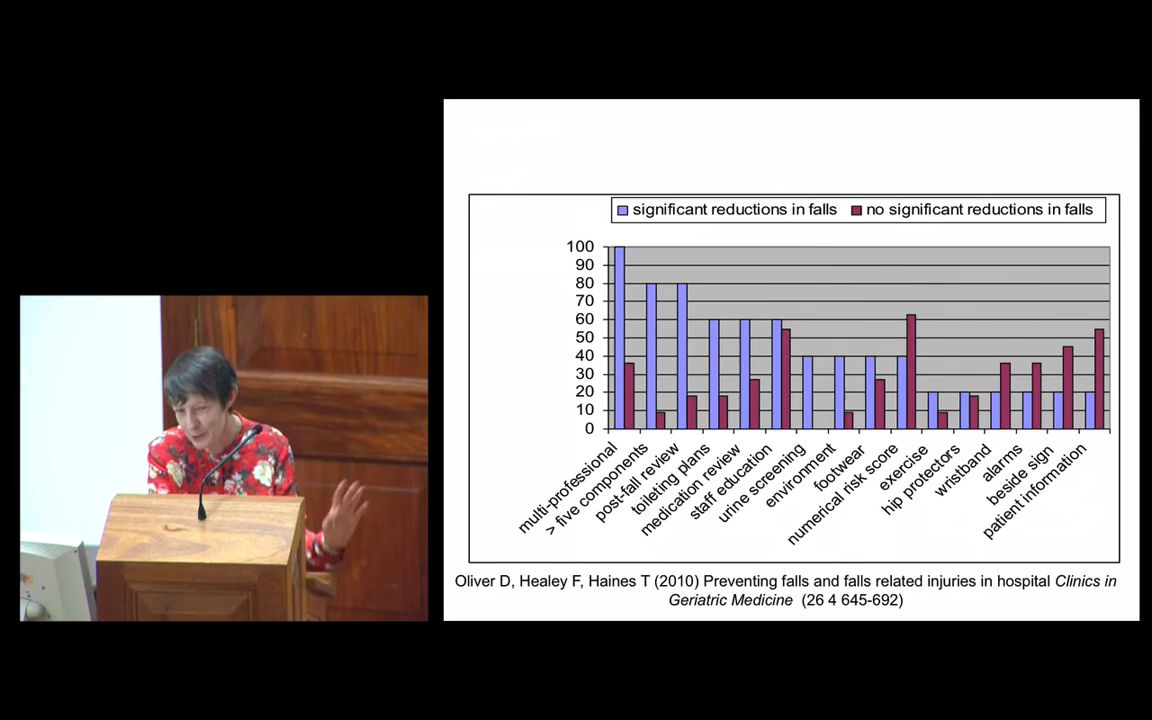 significant reductions in falls no significant reductions in falls
100
90
80
70
60
50
40
30
20
10
0
multi-professional
> five components
post-fall review
toileting plans
medication review
staff education
urine screening
environment
footwear
numerical risk score
exercise
hip protectors
wristband
alarms
beside sign
patient information
Oliver D, Healey F, Haines T (2010) Preventing falls and falls related injuries in hospital Clinics in
Geriatric Medicine (26 4 645-692)